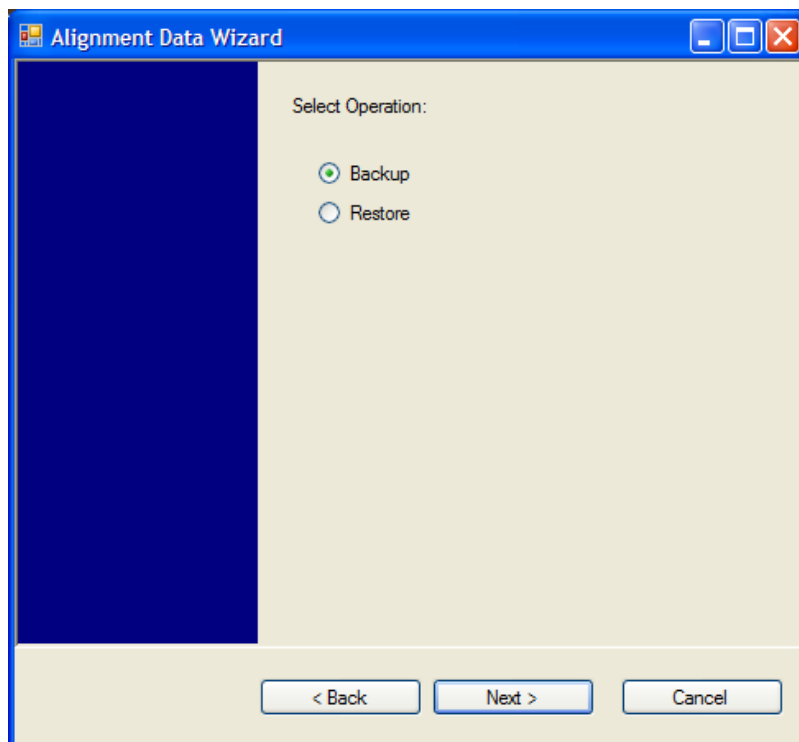 Alignment Data Wizard
Select Operation:
Backup
Restore
< Back
Next >
Cancel